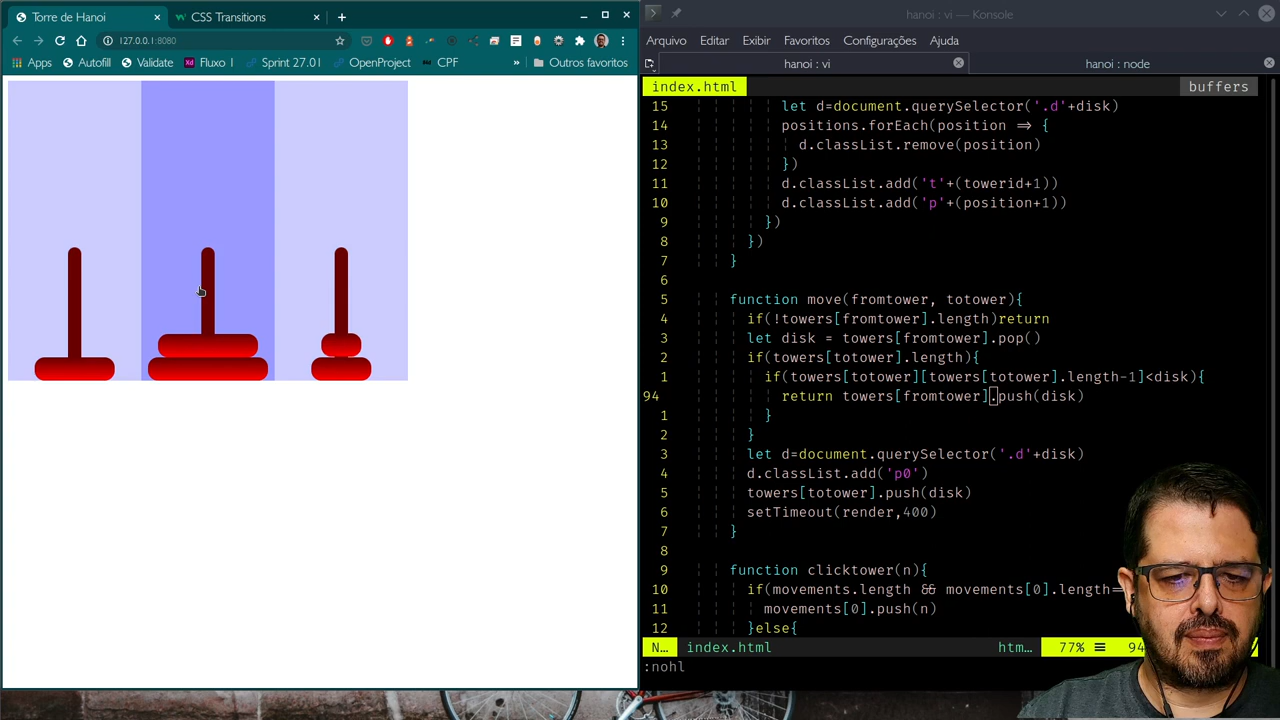 Torre de Hanoi
CSS Transitions
127.0.0.1:8080
Apps
Autofill
Validate
Xd
Fluxo 1
Sprint 27.01
OpenProject
CPF
»
Outros favoritos
hanoi : vi — Konsole
Arquivo Editar Exibir Favoritos Configurações Ajuda
hanoi : vi
hanoi : node
index.html
buffers
15 let d=document.querySelector('.d'+disk)
14 positions.forEach(position => {
13 d.classList.remove(position)
12 })
11 d.classList.add('t'+(towerid+1))
10 d.classList.add('p'+(position+1))
9 })
8 })
7 }
6
5 function move(fromtower, totower){
4 if(!towers[fromtower].length)return
3 let disk = towers[fromtower].pop()
2 if(towers[totower].length){
1 if(towers[totower][towers[totower].length-1]<disk){
94 return towers[fromtower].push(disk)
1 }
2 }
3 let d=document.querySelector('.d'+disk)
4 d.classList.add('p0')
5 towers[totower].push(disk)
6 setTimeout(render,400)
7 }
8
9 function clicktower(n){
10 if(movements.length && movements[0].length=
11 movements[0].push(n)
12 }else{
N… index.html htm… 77% ☰ 94
:nohl